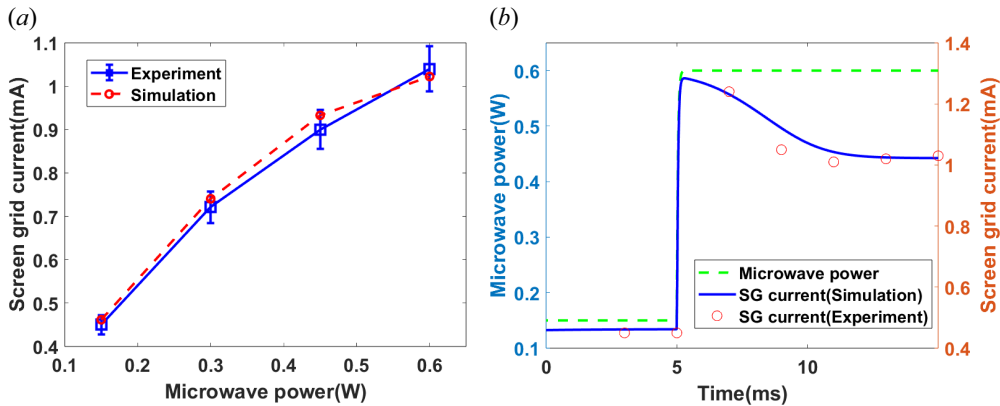 (a)
Screen grid current(mA)
1.1
1
0.9
0.8
0.7
0.6
0.5
0.4
0.1
0.2
0.3
0.4
0.5
0.6
Microwave power(W)
Experiment
Simulation
(b)
Microwave power(W)
0.6
0.5
0.4
0.3
0.2
0.1
0
5
10
Time(ms)
1.4
1.2
1
0.8
0.6
0.4
Screen grid current(mA)
Microwave power
SG current(Simulation)
SG current(Experiment)